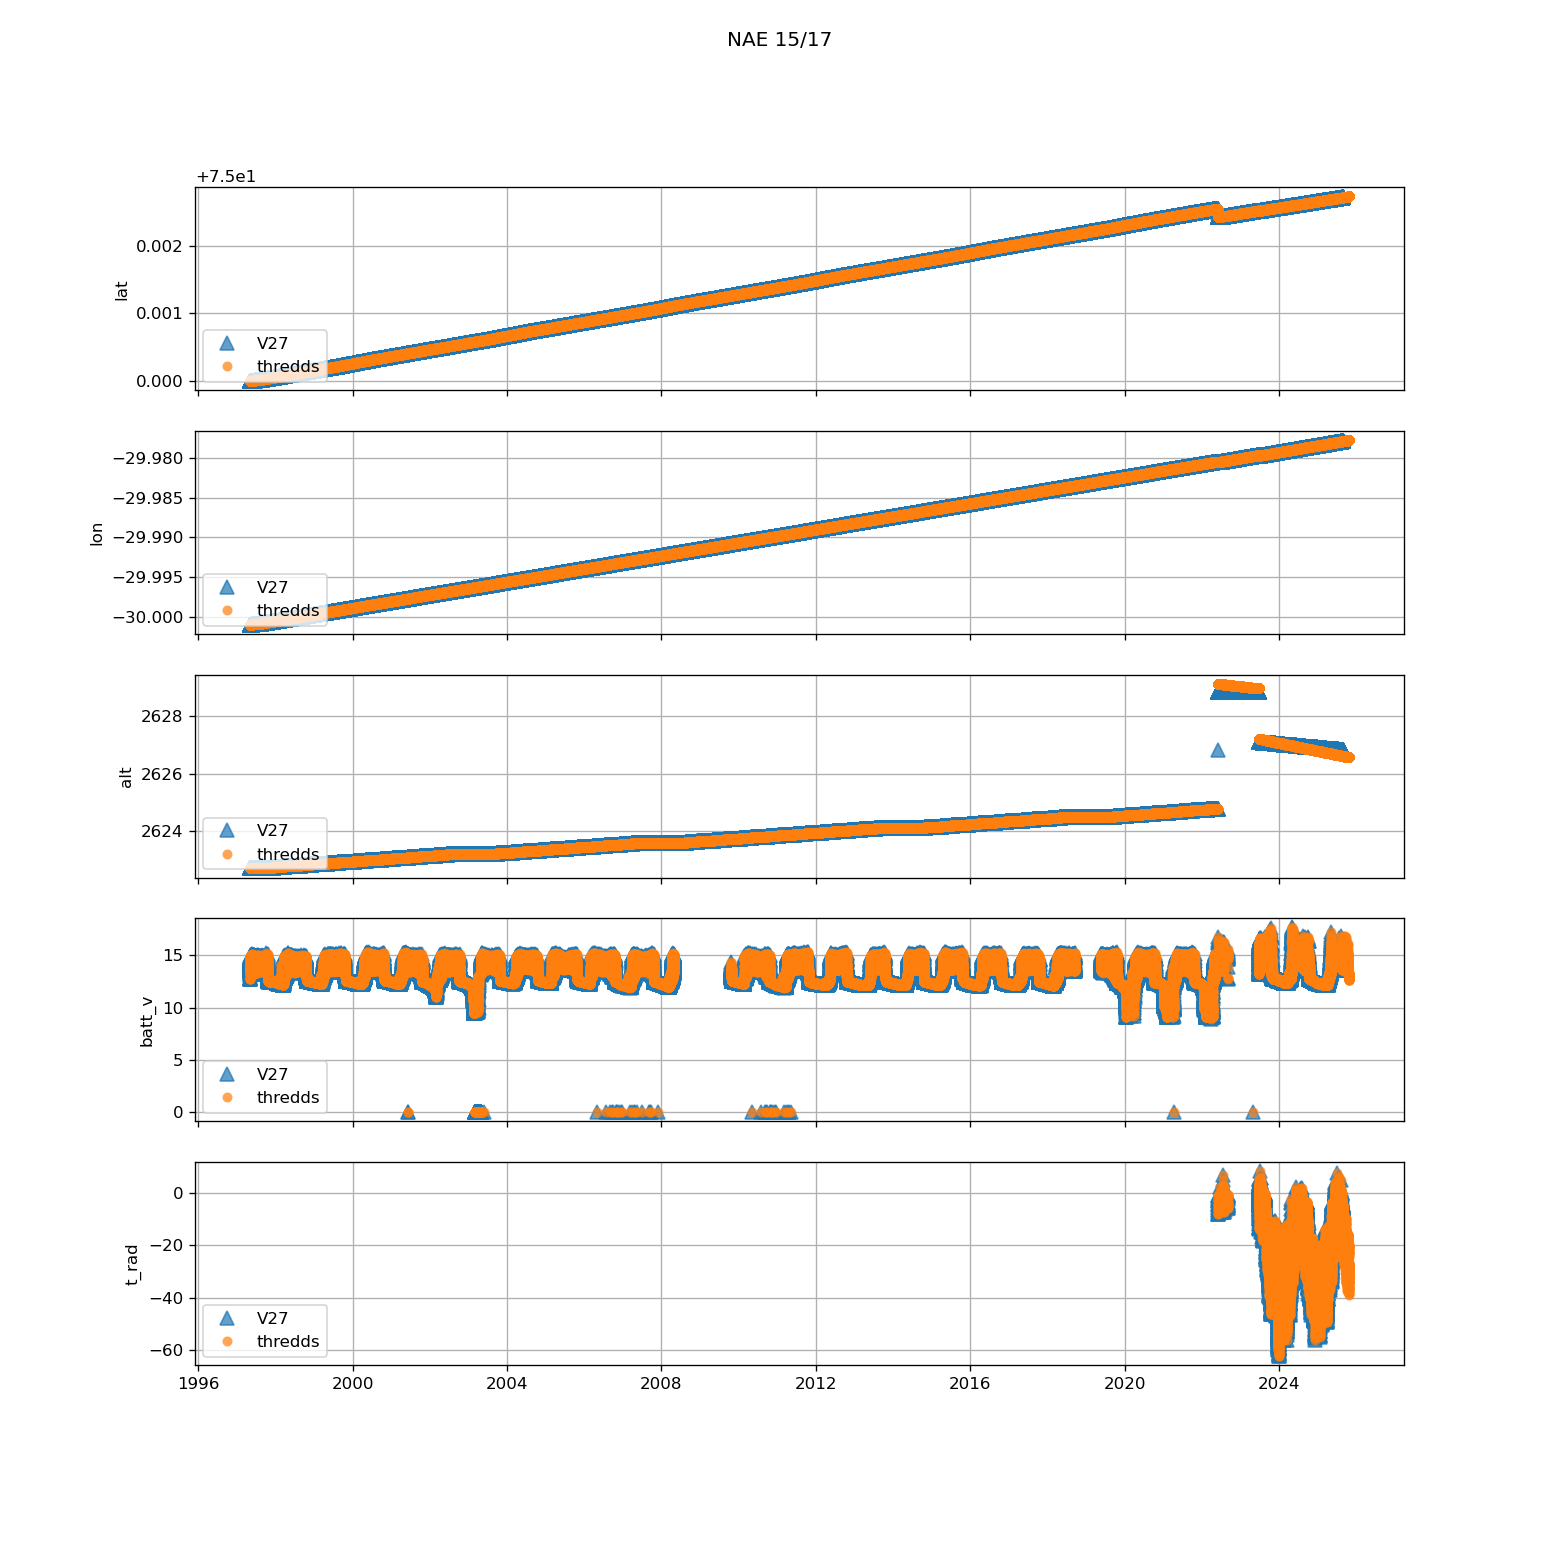 NAE 15/17
+7.5e1
0.002
0.001
0.000
lat
V27
thredds
−29.980
−29.985
−29.990
−29.995
−30.000
lon
V27
thredds
2628
2626
2624
alt
V27
thredds
15
10
5
0
batt_v
V27
thredds
0
−20
−40
−60
t_rad
V27
thredds
1996 2000 2004 2008 2012 2016 2020 2024